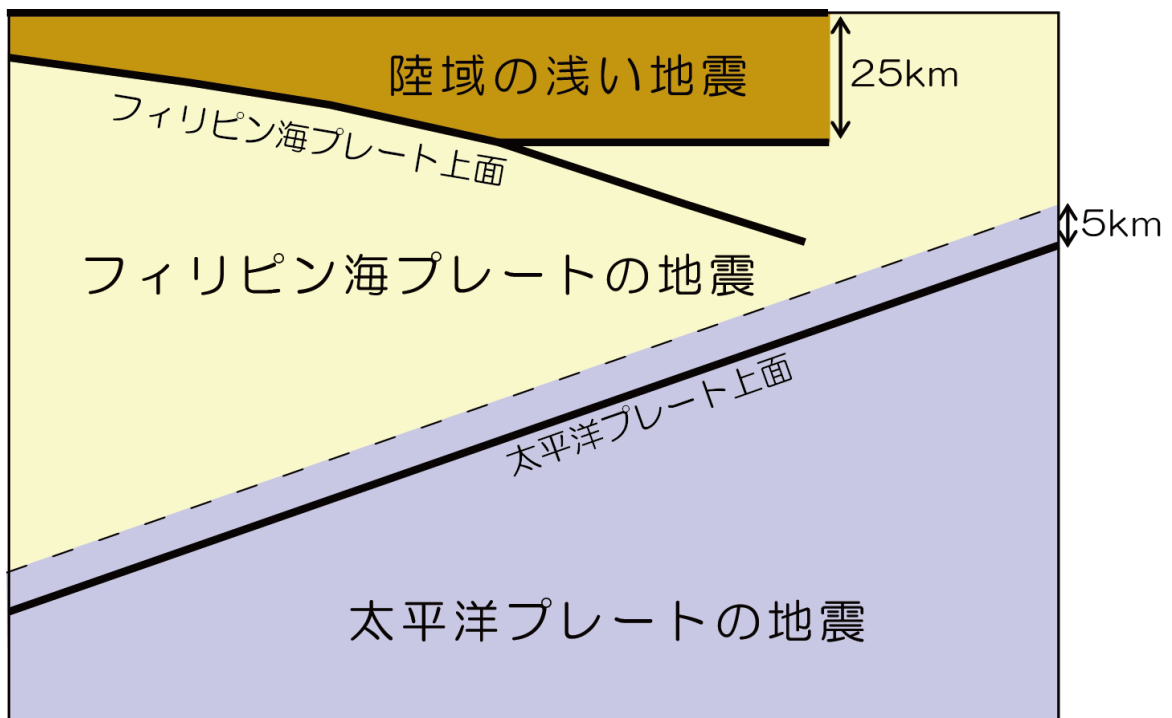 陸域の浅い地震
25km
フィリピン海プレート上面
5km
フィリピン海プレートの地震
太平洋プレート上面
太平洋プレートの地震